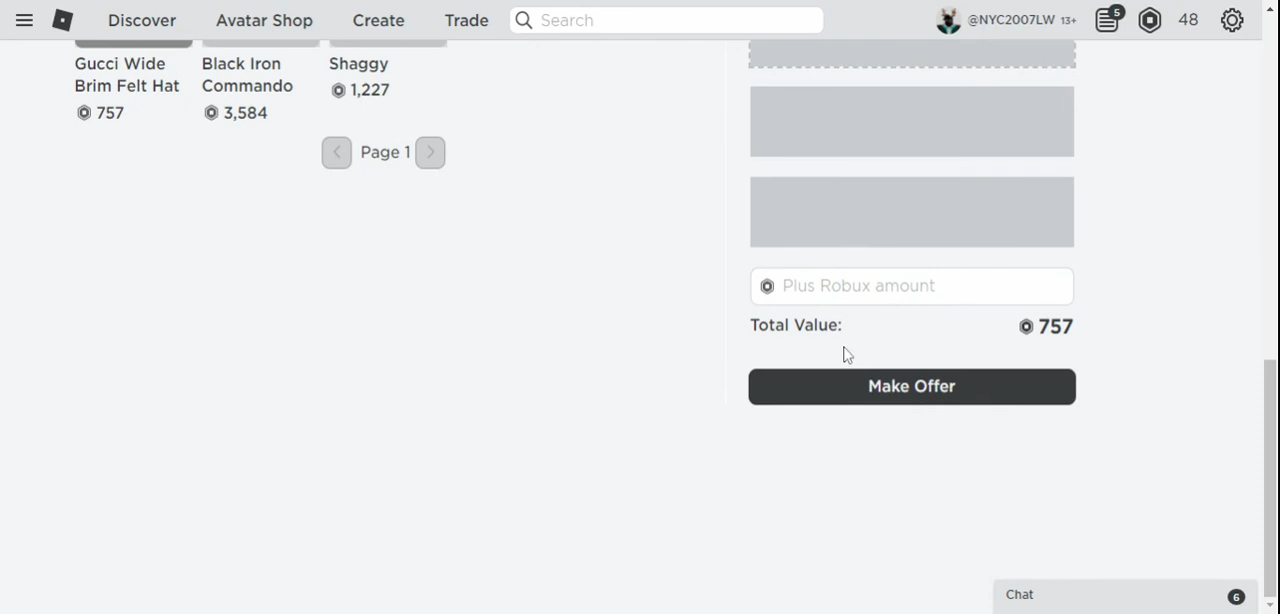 Discover Avatar Shop Create Trade Search @NYC2007LW 13+ 5 48
Gucci Wide
Brim Felt Hat
757
Black Iron
Commando
3,584
Shaggy
1,227
Page 1
Plus Robux amount
Total Value: 757
Make Offer
Chat 6